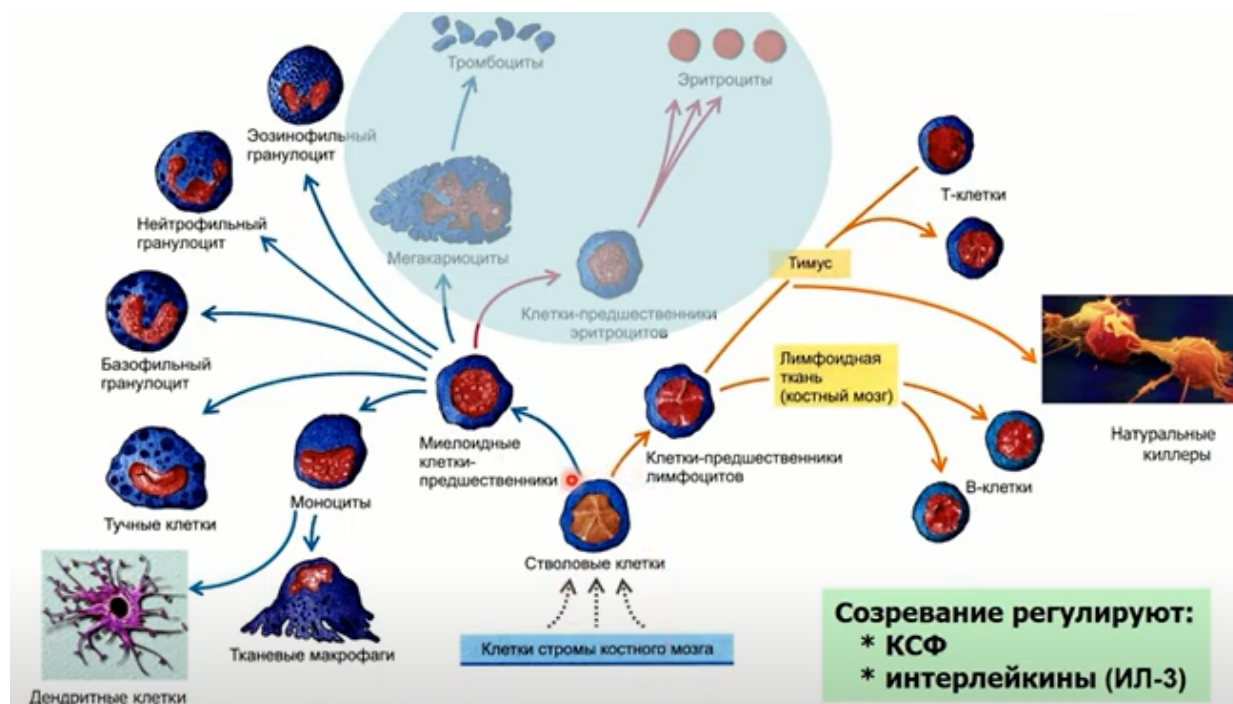 Тромбоциты
Эритроциты
Эозинофильный
гранулоцит
Нейтрофильный
гранулоцит
Мегакариоциты
Т-клетки
Тимус
Клетки-предшественники
эритроцитов
Базофильный
гранулоцит
Лимфоидная
ткань
(костный мозг)
Миелоидные
клетки-
предшественники
Клетки-предшественники
лимфоцитов
Натуральные
киллеры
В-клетки
Моноциты
Тучные клетки
Стволовые клетки
Клетки стромы костного мозга
Тканевые макрофаги
Дендритные клетки
Созревание регулируют:
* КСФ
* интерлейкины (ИЛ-3)